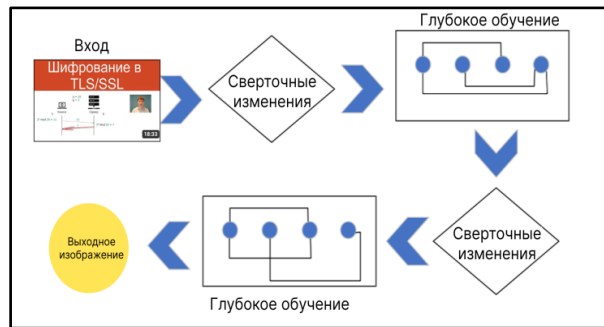 Вход
Шифрование в
TLS/SSL
18:33
Сверточные
изменения
Глубокое обучение
Сверточные
изменения
Глубокое обучение
Выходное
изображение